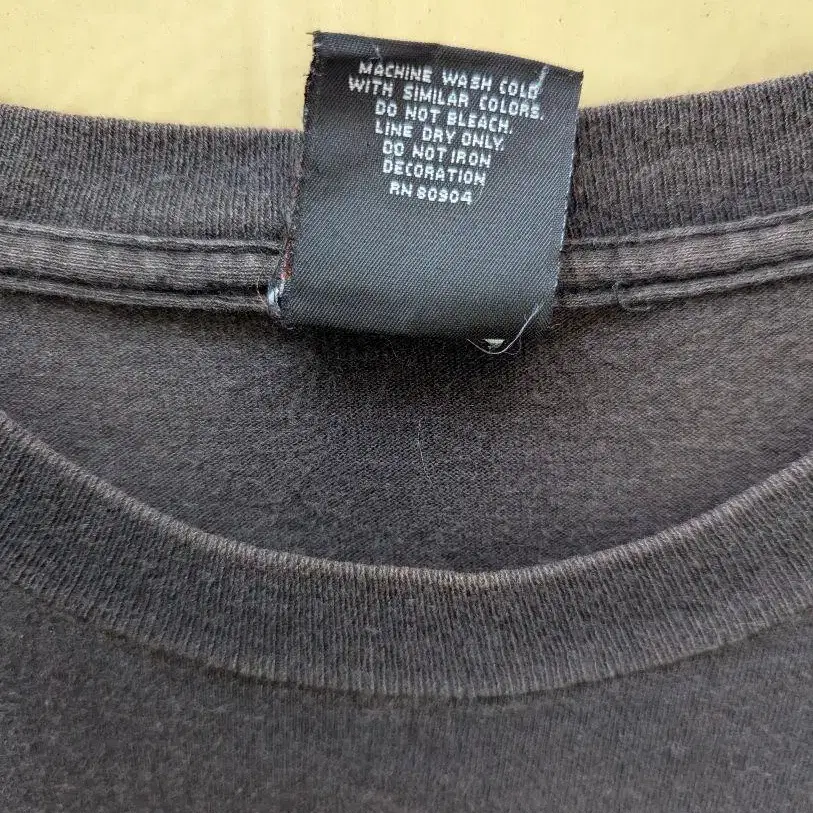 MACHINE WASH COLD
WITH SIMILAR COLORS.
DO NOT BLEACH.
LINE DRY ONLY.
DO NOT IRON
DECORATION
RN 80904